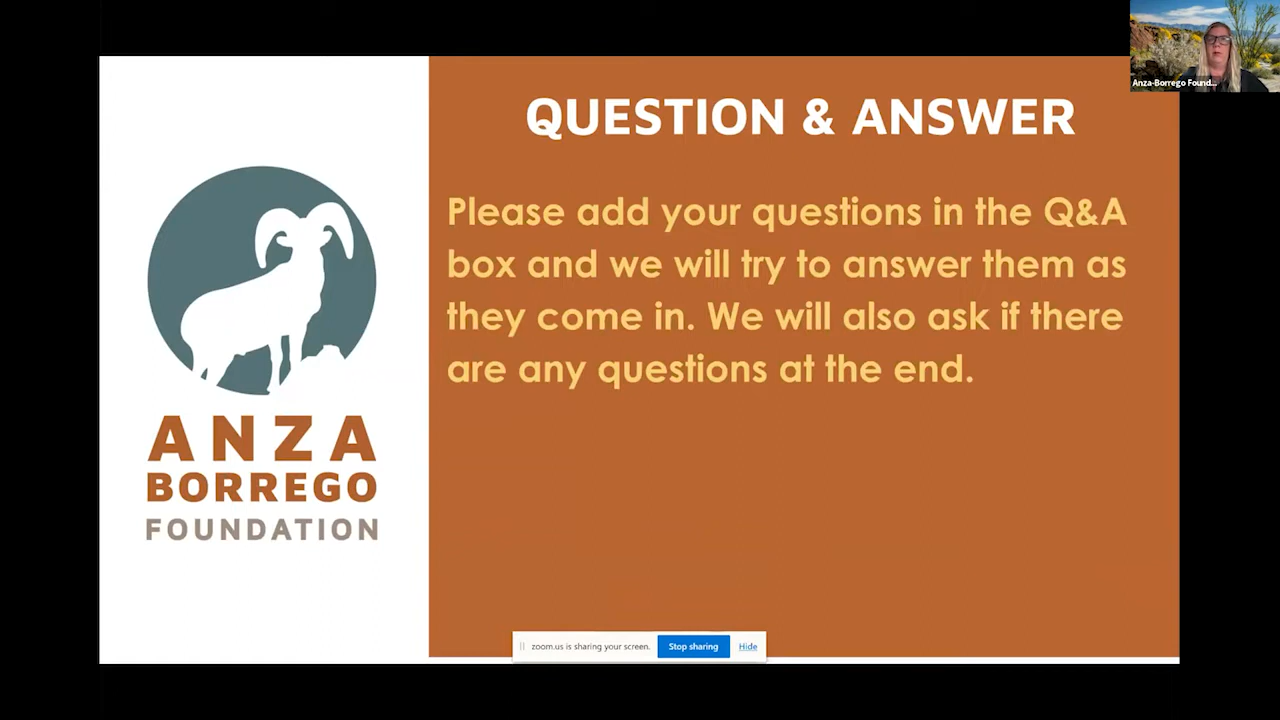 Anza-Borrego Found...
QUESTION & ANSWER
Please add your questions in the Q&A
box and we will try to answer them as
they come in. We will also ask if there
are any questions at the end.
ANZA
BORREGO
FOUNDATION
zoom.us is sharing your screen.
Stop sharing
Hide